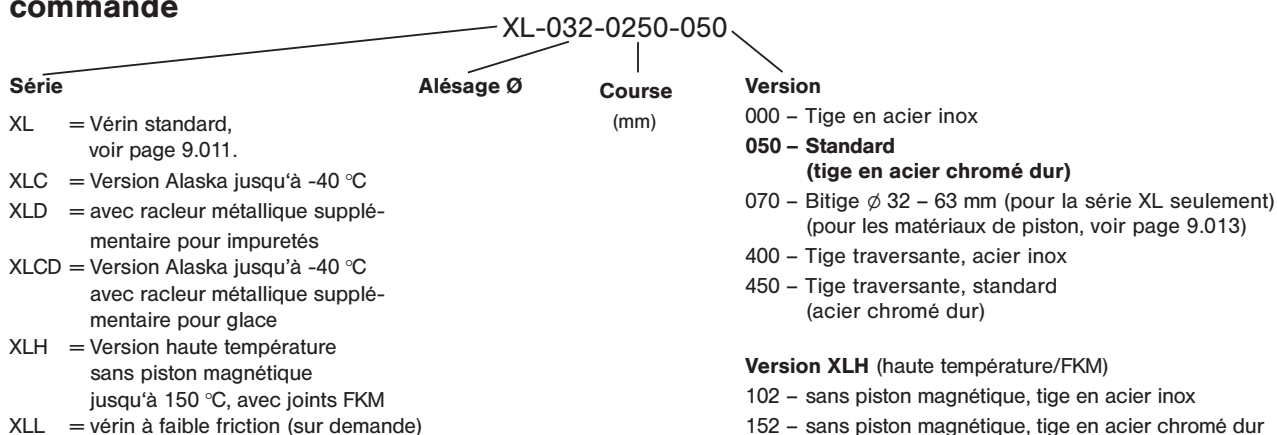 commande
XL-032-0250-050
Série
XL = Vérin standard,
voir page 9.011.
XLC = Version Alaska jusqu‘à -40 °C
XLD = avec racleur métallique supplé-
mentaire pour impuretés
XLCD = Version Alaska jusqu’à -40 °C
avec racleur métallique supplé-
mentaire pour glace
XLH = Version haute température
sans piston magnétique
jusqu‘à 150 °C, avec joints FKM
XLL = vérin à faible friction (sur demande)
Alésage Ø
Course
(mm)
Version
000 – Tige en acier inox
050 – Standard
(tige en acier chromé dur)
070 – Bitige ∅ 32 – 63 mm (pour la série XL seulement)
(pour les matériaux de piston, voir page 9.013)
400 – Tige traversante, acier inox
450 – Tige traversante, standard
(acier chromé dur)
Version XLH (haute température/FKM)
102 – sans piston magnétique, tige en acier inox
152 – sans piston magnétique, tige en acier chromé dur